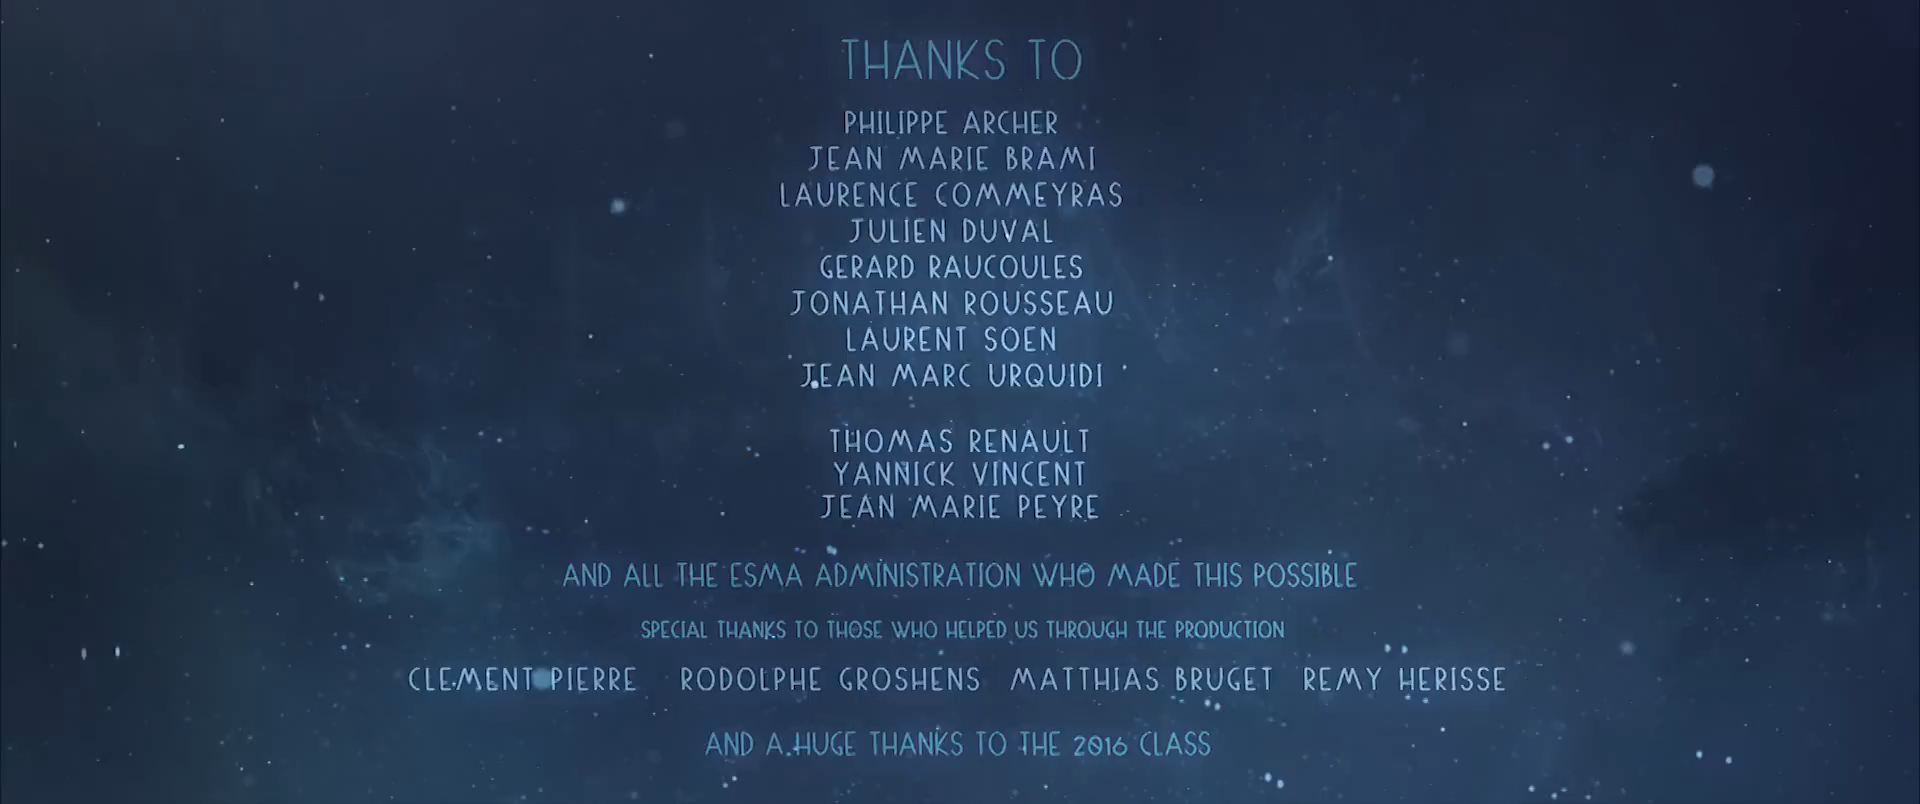 THANKS TO
PHILIPPE ARCHER
JEAN MARIE BRAMI
LAURENCE COMMEYRAS
JULIEN DUVAL
GERARD RAUCOULES
JONATHAN ROUSSEAU
LAURENT SOEN
JEAN MARC URQUIDI
THOMAS RENAULT
YANNICK VINCENT
JEAN MARIE PEYRE
AND ALL THE ESMA ADMINISTRATION WHO MADE THIS POSSIBLE
SPECIAL THANKS TO THOSE WHO HELPED US THROUGH THE PRODUCTION
CLEMENT PIERRE RODOLPHE GROSHENS MATTHIAS BRUGET REMY HERISSE
AND A HUGE THANKS TO THE 2016 CLASS